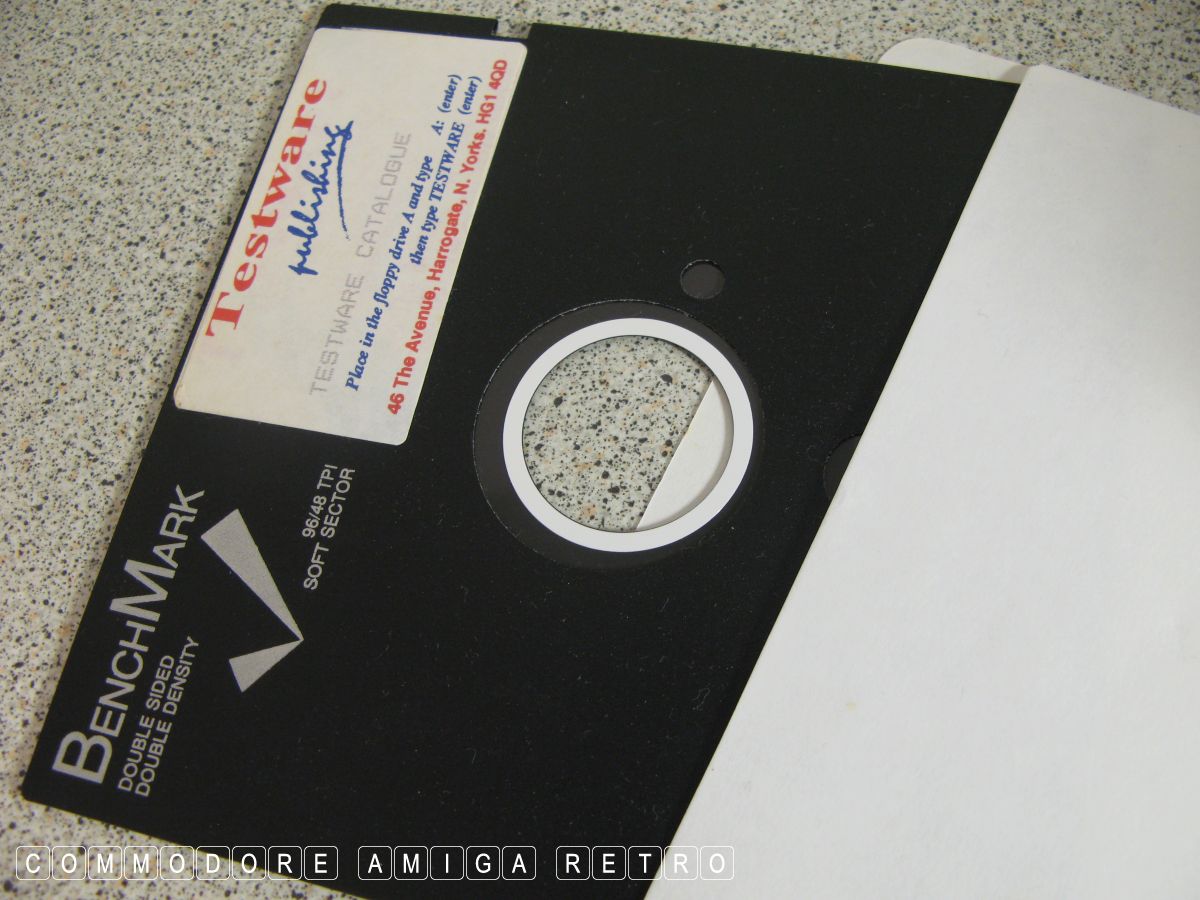 Testware
publishing
TESTWARE CATALOGUE
Place in the floppy drive A and type A: (enter)
then type TESTWARE (enter)
46 The Avenue, Harrogate, N. Yorks. HG1 4QD
BENCHMARK
DOUBLE SIDED
DOUBLE DENSITY
96/48 TPI
SOFT SECTOR
COMMODORE AMIGA RETRO